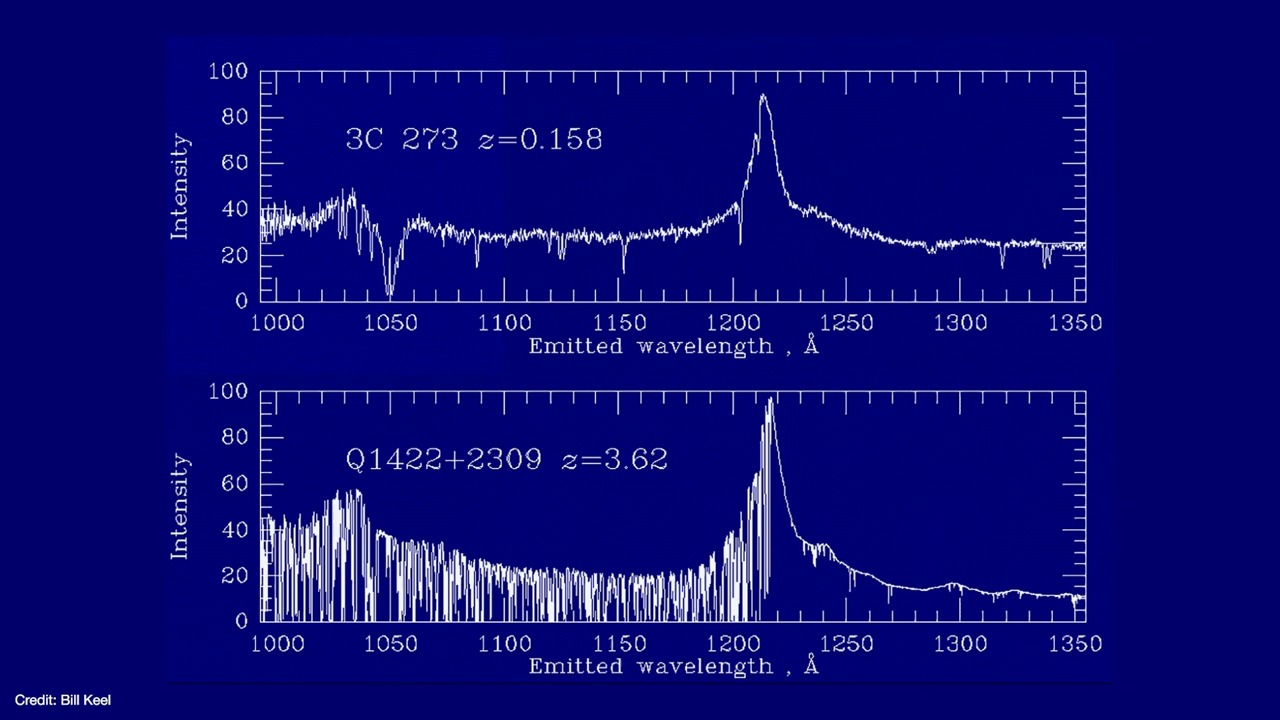 100
80
60
40
20
0
Intensity
3C 273 z=0.158
1000 1050 1100 1150 1200 1250 1300 1350
Emitted wavelength , Å
100
80
60
40
20
0
Intensity
Q1422+2309 z=3.62
1000 1050 1100 1150 1200 1250 1300 1350
Emitted wavelength , Å
Credit: Bill Keel